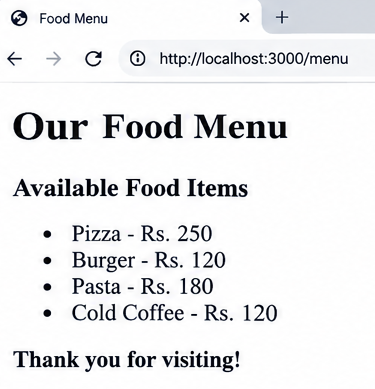 Food Menu
http://localhost:3000/menu
Our Food Menu
Available Food Items
• Pizza - Rs. 250
• Burger - Rs. 120
• Pasta - Rs. 180
• Cold Coffee - Rs. 120
Thank you for visiting!